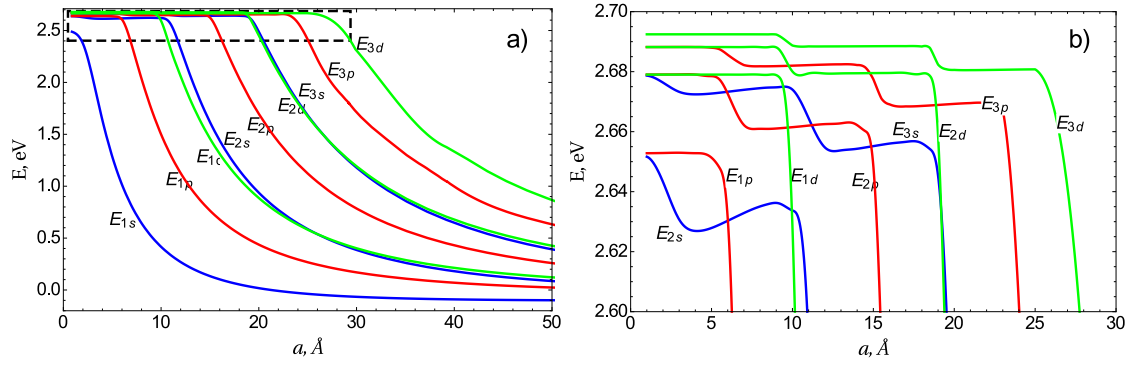 a)
E, eV
2.5
2.0
1.5
1.0
0.5
0.0
0 10 20 30 40 50
a, Å
E1s
E1p
E1d
E2s
E2p
E2d
E3s
E3p
E3d
b)
E, eV
2.70
2.68
2.66
2.64
2.62
2.60
0 5 10 15 20 25 30
a, Å
E2s
E1p
E1d
E2p
E3s
E2d
E3p
E3d